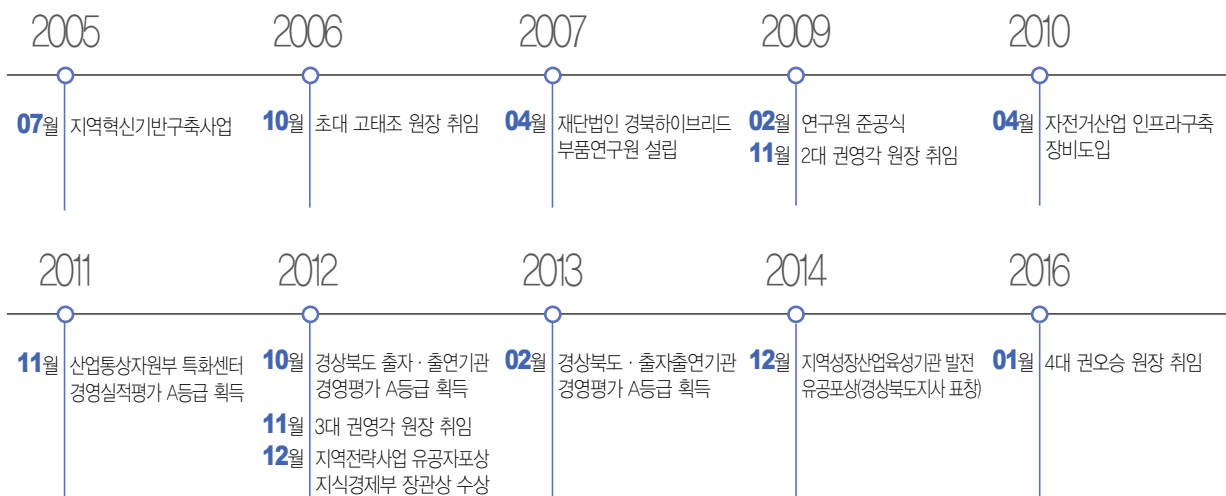 2005
07월 지역혁신기반구축사업
2006
10월 초대 고태조 원장 취임
2007
04월 재단법인 경북하이브리드
부품연구원 설립
2009
02월 연구원 준공식
11월 2대 권영각 원장 취임
2010
04월 자전거산업 인프라구축
장비도입
2011
11월 산업통상자원부 특화센터
경영실적평가 A등급 획득
2012
10월 경상북도 출자 · 출연기관
경영평가 A등급 획득
11월 3대 권영각 원장 취임
12월 지역전략사업 유공자포상
지식경제부 장관상 수상
2013
02월 경상북도 · 출자출연기관
경영평가 A등급 획득
2014
12월 지역성장산업육성기관 발전
유공포상(경상북도지사 표창)
2016
01월 4대 권오승 원장 취임